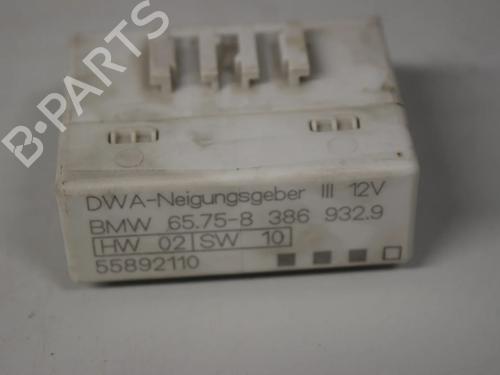 B-PARTS
DWA-Neigungsgeber III 12V
BMW 65.75-8 386 932.9
HW 02 SW 10
55892110